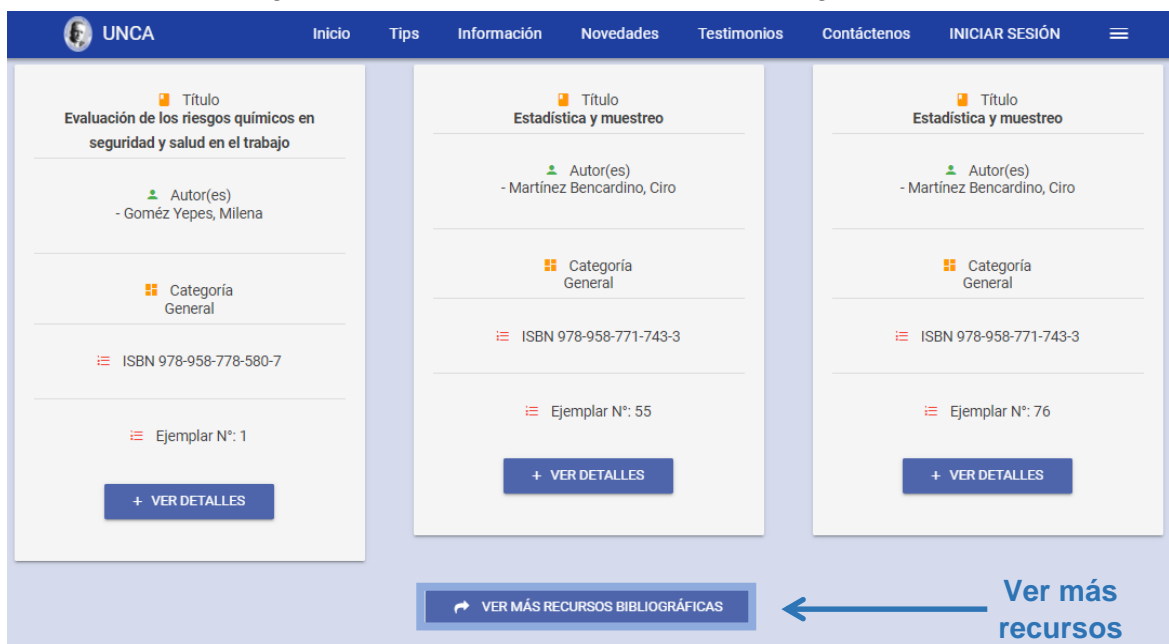 UNCA
Inicio
Tips
Información
Novedades
Testimonios
Contáctenos
INICIAR SESIÓN
Título
Evaluación de los riesgos químicos en
seguridad y salud en el trabajo
Autor(es)
- Goméz Yepes, Milena
Categoría
General
ISBN 978-958-778-580-7
Ejemplar N°: 1
+ VER DETALLES
Título
Estadística y muestreo
Autor(es)
- Martínez Bencardino, Ciro
Categoría
General
ISBN 978-958-771-743-3
Ejemplar N°: 55
+ VER DETALLES
Título
Estadística y muestreo
Autor(es)
- Martínez Bencardino, Ciro
Categoría
General
ISBN 978-958-771-743-3
Ejemplar N°: 76
+ VER DETALLES
VER MÁS RECURSOS BIBLIOGRÁFICAS
Ver más
recursos